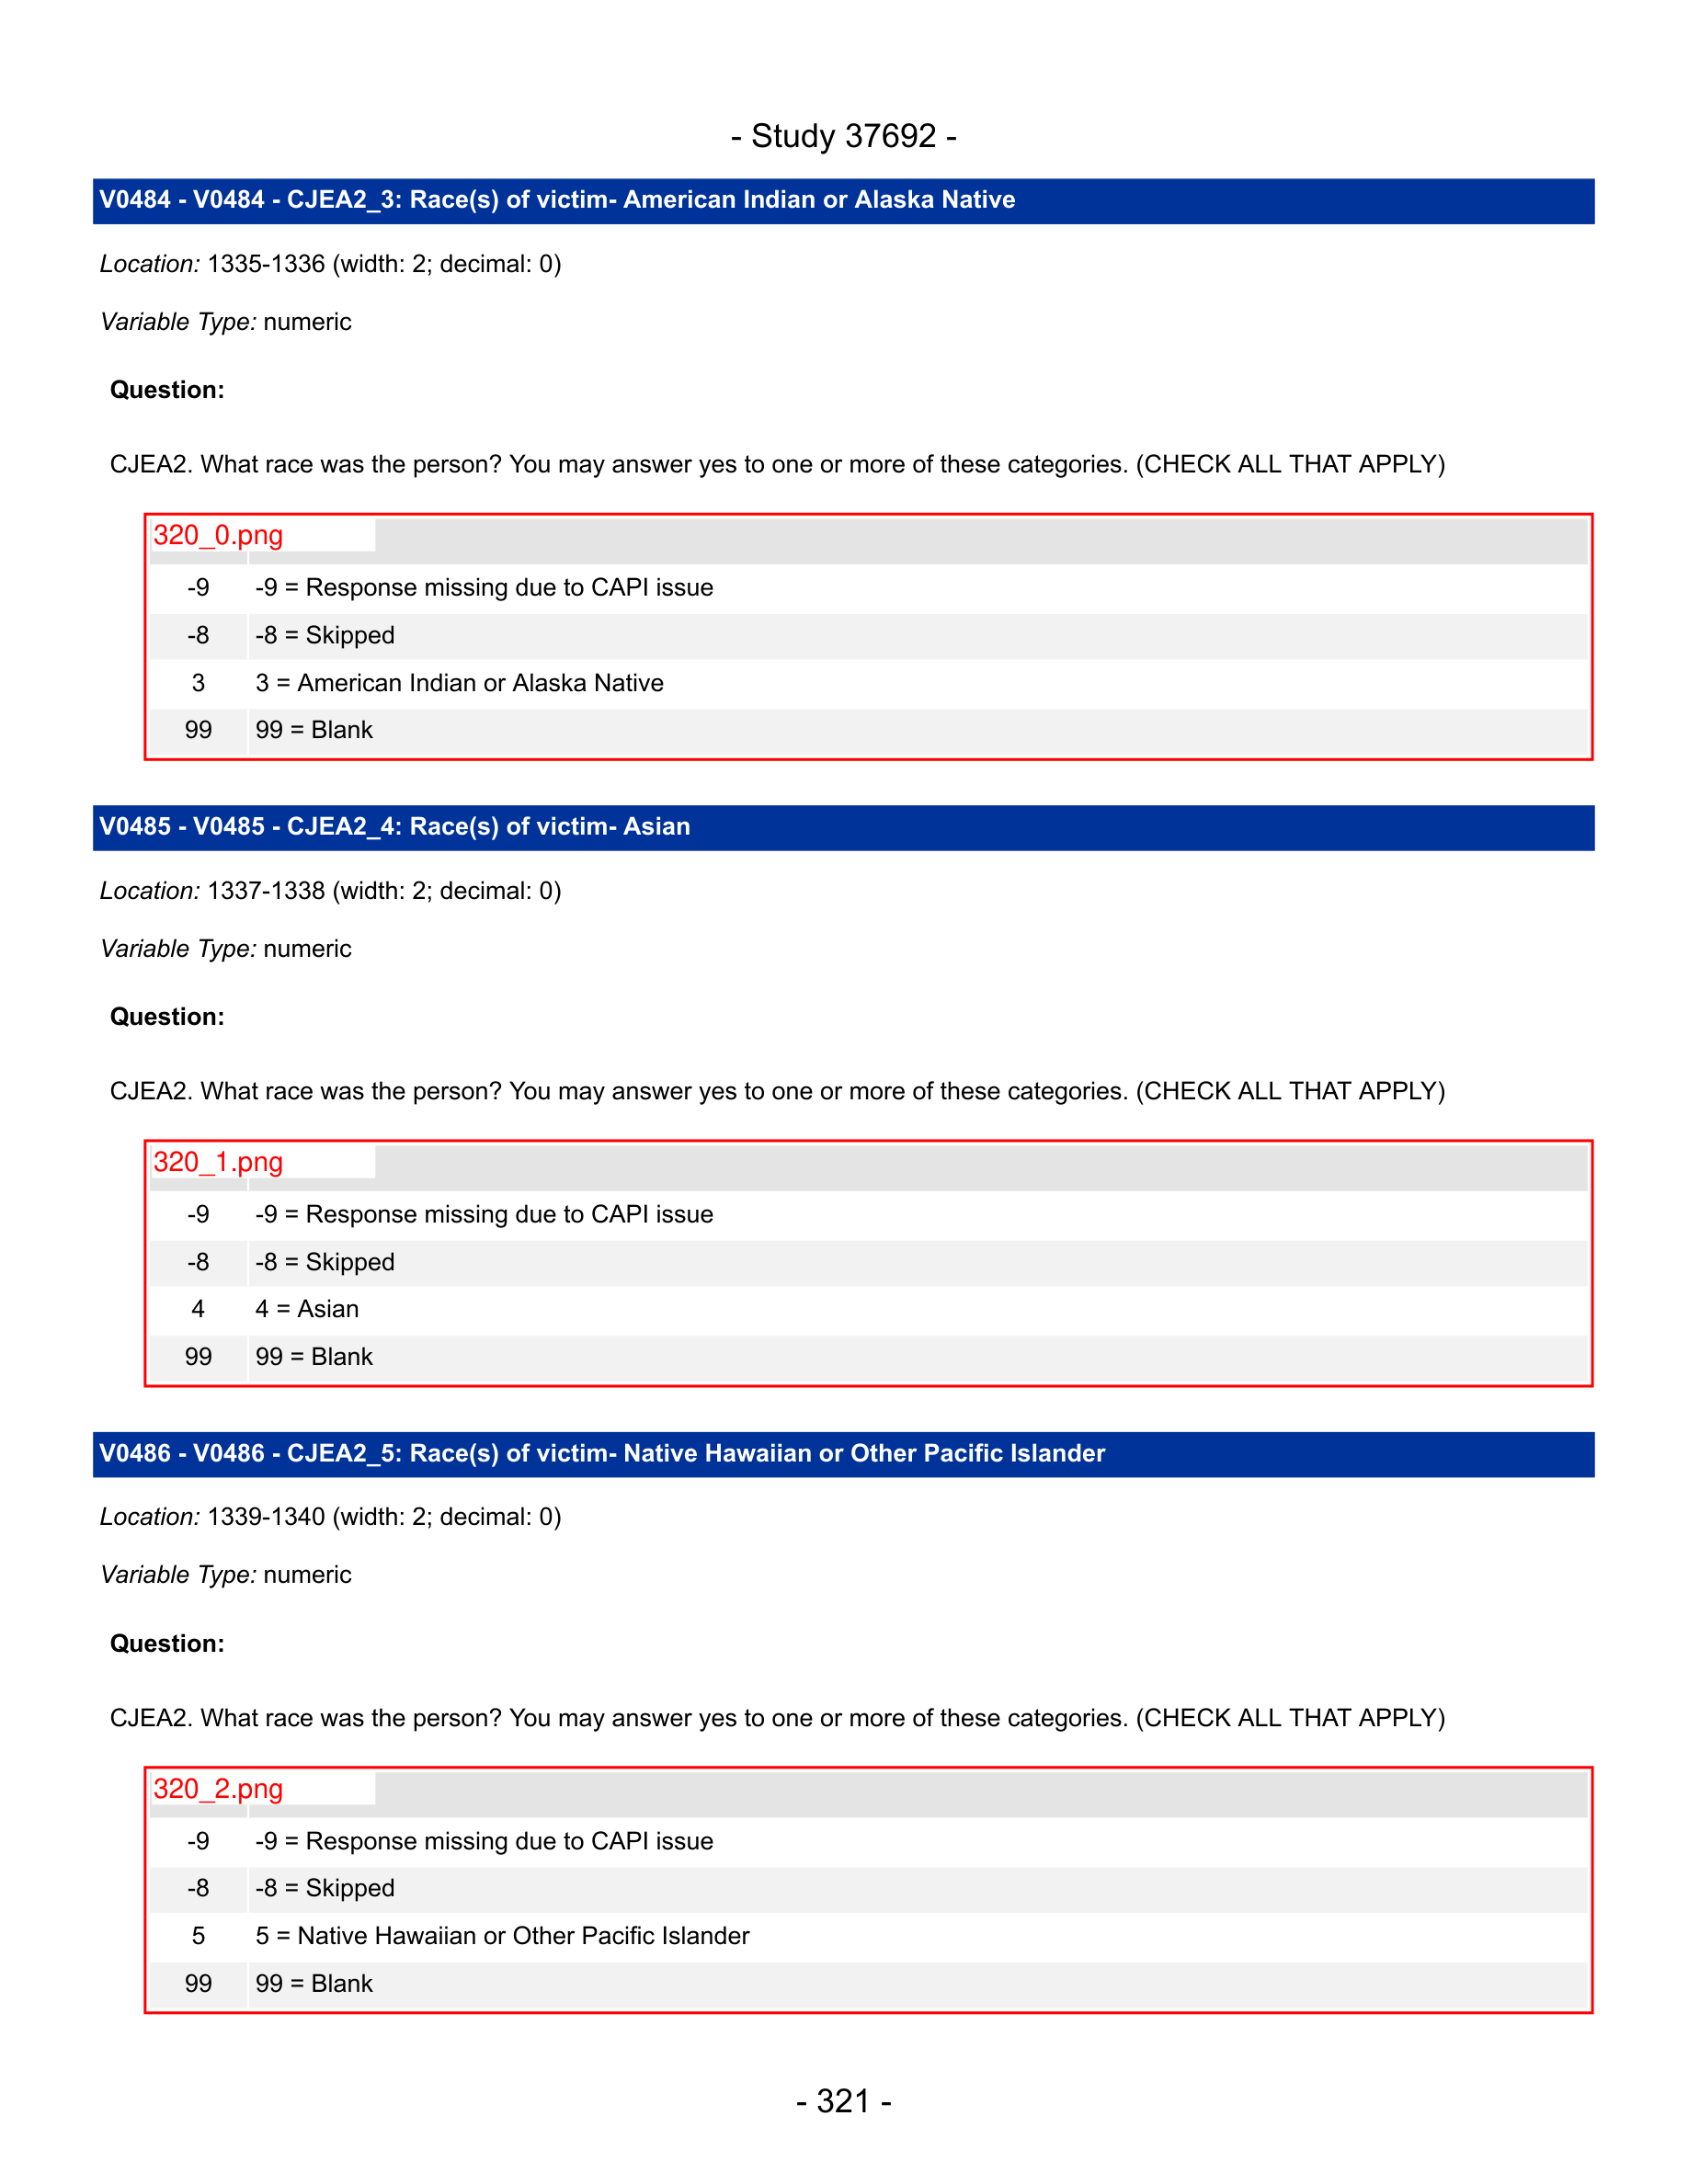 - Study 37692 -
V0484 - V0484 - CJEA2_3: Race(s) of victim- American Indian or Alaska Native
Location: 1335-1336 (width: 2; decimal: 0)
Variable Type: numeric
Question:
CJEA2. What race was the person? You may answer yes to one or more of these categories. (CHECK ALL THAT APPLY)
320_0.png
-9 -9 = Response missing due to CAPI issue
-8 -8 = Skipped
3 3 = American Indian or Alaska Native
99 99 = Blank
V0485 - V0485 - CJEA2_4: Race(s) of victim- Asian
Location: 1337-1338 (width: 2; decimal: 0)
Variable Type: numeric
Question:
CJEA2. What race was the person? You may answer yes to one or more of these categories. (CHECK ALL THAT APPLY)
320_1.png
-9 -9 = Response missing due to CAPI issue
-8 -8 = Skipped
4 4 = Asian
99 99 = Blank
V0486 - V0486 - CJEA2_5: Race(s) of victim- Native Hawaiian or Other Pacific Islander
Location: 1339-1340 (width: 2; decimal: 0)
Variable Type: numeric
Question:
CJEA2. What race was the person? You may answer yes to one or more of these categories. (CHECK ALL THAT APPLY)
320_2.png
-9 -9 = Response missing due to CAPI issue
-8 -8 = Skipped
5 5 = Native Hawaiian or Other Pacific Islander
99 99 = Blank
- 321 -